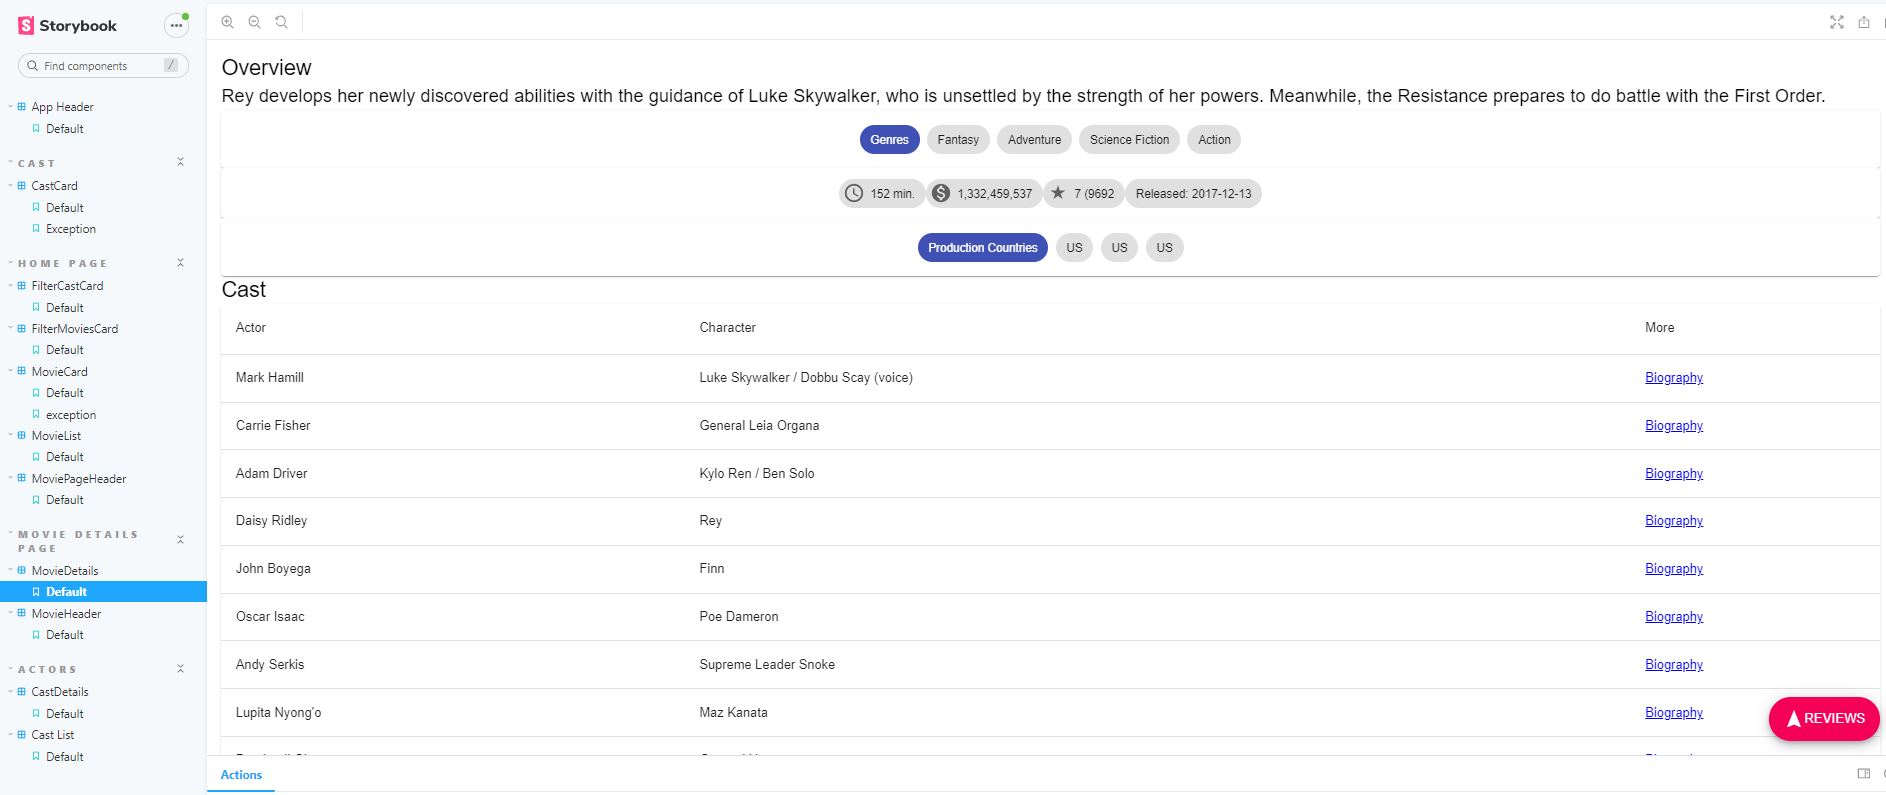 Storybook
Find components /
App Header
Default
CAST
CastCard
Default
Exception
HOME PAGE
FilterCastCard
Default
FilterMoviesCard
Default
MovieCard
Default
exception
MovieList
Default
MoviePageHeader
Default
MOVIE DETAILS
PAGE
MovieDetails
Default
MovieHeader
Default
ACTORS
CastDetails
Default
Cast List
Default
Overview
Rey develops her newly discovered abilities with the guidance of Luke Skywalker, who is unsettled by the strength of her powers. Meanwhile, the Resistance prepares to do battle with the First Order.
Genres Fantasy Adventure Science Fiction Action
152 min. 1,332,459,537 7 (9692 Released: 2017-12-13
Production Countries US US US
Cast
Actor Character More
Mark Hamill Luke Skywalker / Dobbu Scay (voice) Biography
Carrie Fisher General Leia Organa Biography
Adam Driver Kylo Ren / Ben Solo Biography
Daisy Ridley Rey Biography
John Boyega Finn Biography
Oscar Isaac Poe Dameron Biography
Andy Serkis Supreme Leader Snoke Biography
Lupita Nyong'o Maz Kanata Biography
REVIEWS
Actions